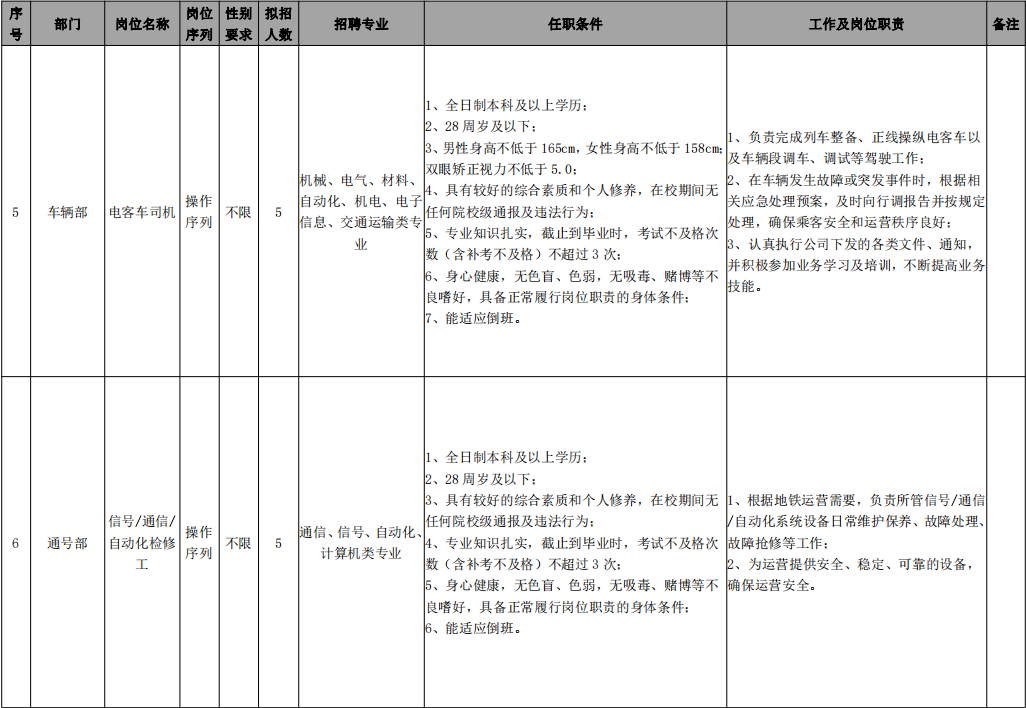 序号 部门 岗位名称 岗位序列 性别要求 拟招人数 招聘专业 任职条件 工作及岗位职责 备注
5
车辆部
电客车司机
操作
序列
不限
5
机械、电气、材料、
自动化、机电、电子
信息、交通运输类专
业
1、全日制本科及以上学历;
2、28 周岁及以下;
3、男性身高不低于 165cm, 女性身高不低于 158cm;
双眼矫正视力不低于 5.0;
4、具有较好的综合素质和个人修养，在校期间无
任何院校级通报及违法行为;
5、专业知识扎实，截止到毕业时，考试不及格次
数（含补考不及格）不超过 3 次;
6、身心健康，无色盲、色弱，无吸毒、赌博等不
良嗜好，具备正常履行岗位职责的身体条件;
7、能适应倒班。
1、负责完成列车整备、正线操纵电客车以
及车辆段调车、调试等驾驶工作;
2、在车辆发生故障或突发事件时，根据相
关应急处理预案，及时向行调报告并按规定
处理，确保乘客安全和运营秩序良好;
3、认真执行公司下发的各类文件、通知，
并积极参加业务学习及培训，不断提高业务
技能。
6
通号部
信号/通信/
自动化检修
工
操作
序列
不限
5
通信、信号、自动化、
计算机类专业
1、全日制本科及以上学历;
2、28 周岁及以下;
3、具有较好的综合素质和个人修养，在校期间无
任何院校级通报及违法行为;
4、专业知识扎实，截止到毕业时，考试不及格次
数（含补考不及格）不超过 3 次;
5、身心健康，无色盲、色弱，无吸毒、赌博等不
良嗜好，具备正常履行岗位职责的身体条件;
6、能适应倒班。
1、根据地铁运营需要，负责所管信号/通信
/自动化系统设备日常维护保养、故障处理、
故障抢修等工作;
2、为运营提供安全、稳定、可靠的设备，
确保运营安全。